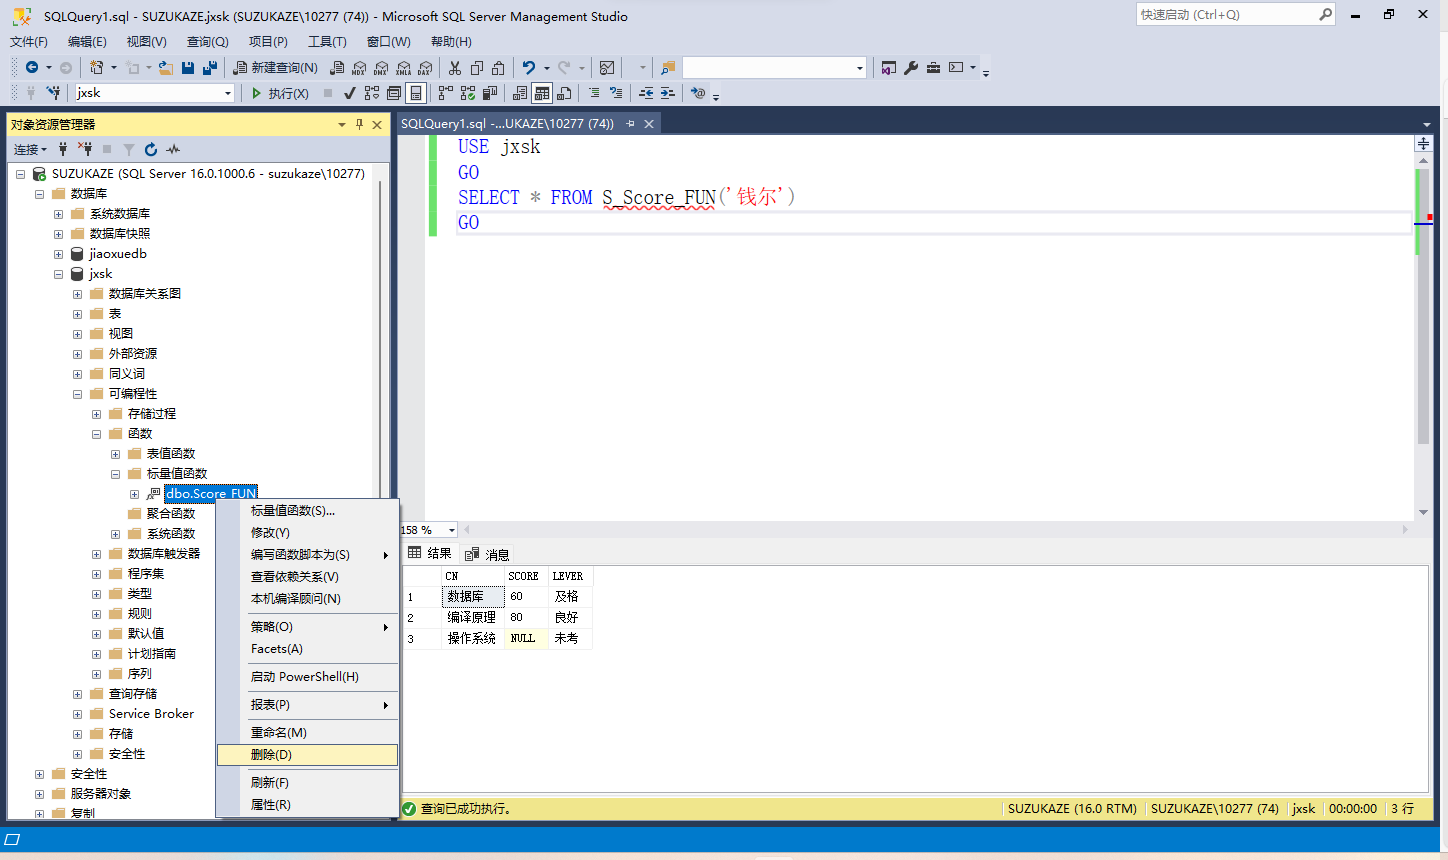 SQLQuery1.sql - SUZUKAZE.jxsk (SUZUKAZE\10277 (74)) - Microsoft SQL Server Management Studio
快速启动 (Ctrl+Q)
文件(F) 编辑(E) 视图(V) 查询(Q) 项目(P) 工具(T) 窗口(W) 帮助(H)
新建查询(N)
MDX DMX XMLA DAX
jxsk
执行(X)
对象资源管理器
连接
SUZUKAZE (SQL Server 16.0.1000.6 - suzukaze\10277)
数据库
系统数据库
数据库快照
jiaoxuedb
jxsk
数据库关系图
表
视图
外部资源
同义词
可编程性
存储过程
函数
表值函数
标量值函数
dbo.Score_FUN
聚合函数
系统函数
数据库触发器
程序集
类型
规则
默认值
计划指南
序列
查询存储
Service Broker
存储
安全性
安全性
服务器对象
复制
标量值函数(S)...
修改(Y)
编写函数脚本为(S)
查看依赖关系(V)
本机编译顾问(N)
策略(O)
Facets(A)
启动 PowerShell(H)
报表(P)
重命名(M)
删除(D)
刷新(F)
属性(R)
SQLQuery1.sql -...UKAZE\10277 (74))
USE jxsk
GO
SELECT * FROM S_Score_FUN('钱尔')
GO
158 %
结果 消息
CN SCORE LEVER
1 数据库 60 及格
2 编译原理 80 良好
3 操作系统 NULL 未考
查询已成功执行。
SUZUKAZE (16.0 RTM) SUZUKAZE\10277 (74) jxsk 00:00:00 3 行